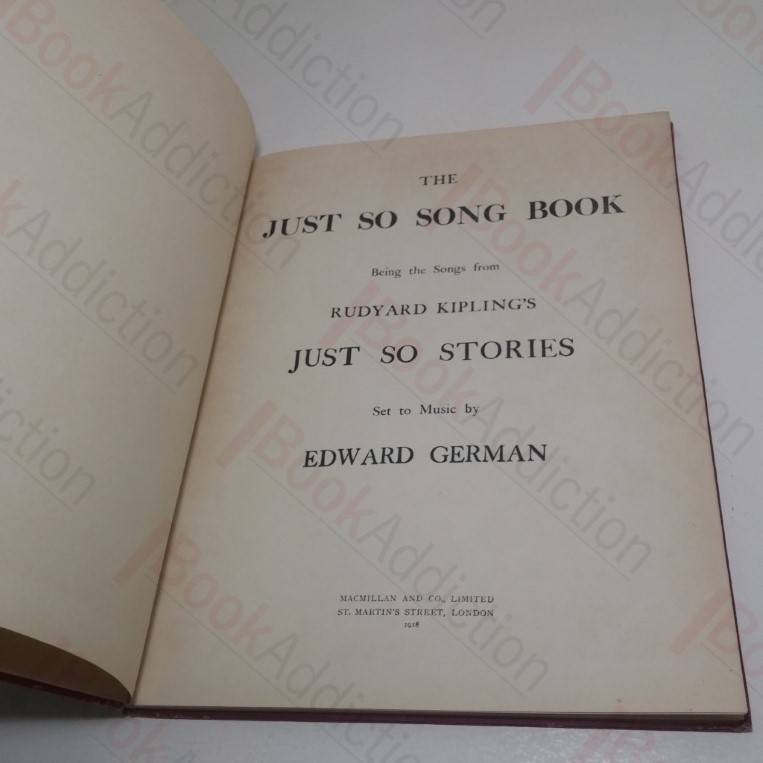 THE
JUST SO SONG BOOK
Being the Songs from
RUDYARD KIPLING'S
JUST SO STORIES
Set to Music by
EDWARD GERMAN
MACMILLAN AND CO., LIMITED
ST. MARTIN'S STREET, LONDON
1918
BookAddiction